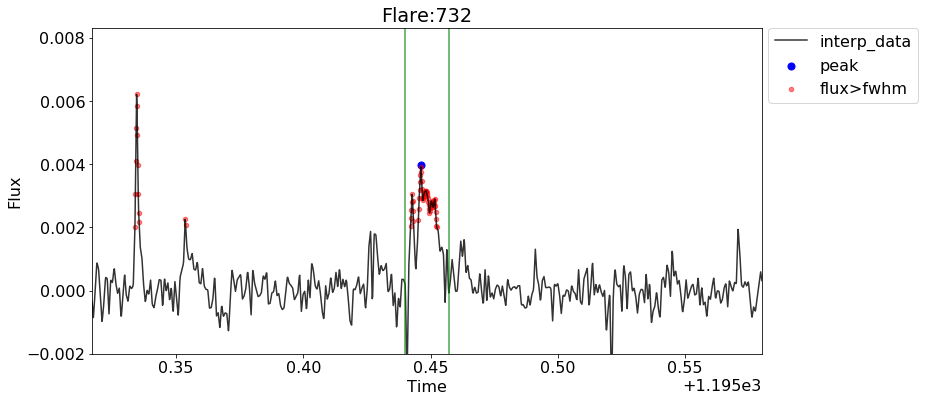 Flare:732
0.008
0.006
0.004
0.002
0.000
−0.002
Flux
0.35
0.40
0.45
0.50
0.55
Time
+1.195e3
interp_data
peak
flux>fwhm